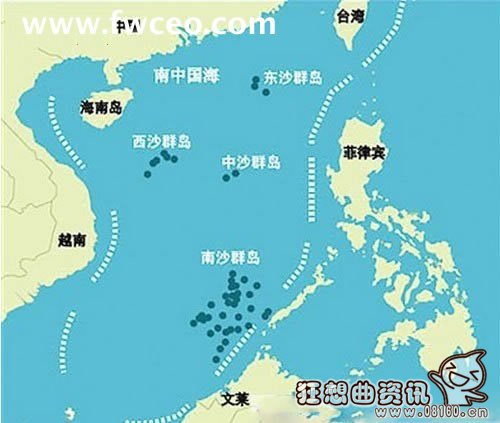 www.fwceo.com
中国
台湾
南中国海
东沙群岛
海南岛
西沙群岛
中沙群岛
菲律宾
越南
南沙群岛
文莱
狂想曲资讯
www.08160.cn